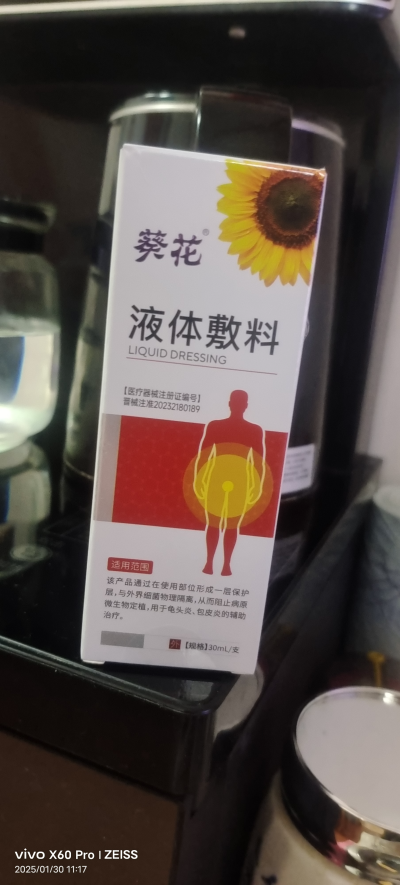 葵花®
液体敷料
LIQUID DRESSING
【医疗器械注册证编号】
晋械注准20232180189
适用范围
该产品通过在使用部位形成一层保护
层,与外界细菌物理隔离,从而阻止病原
微生物定植,用于龟头炎、包皮炎的辅助
治疗。
外 【规格】30mL/支
vivo X60 Pro | ZEISS
2025/01/30 11:17